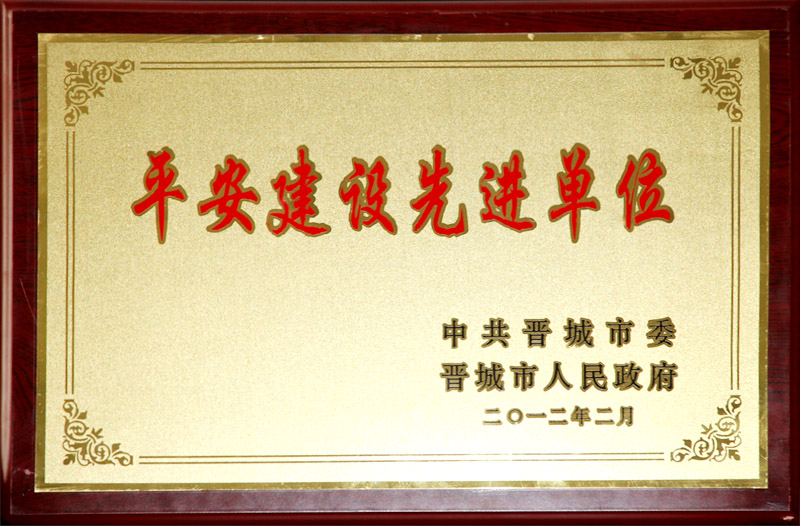 平安建设先进单位
中共晋城市委
晋城市人民政府
二〇一二年二月